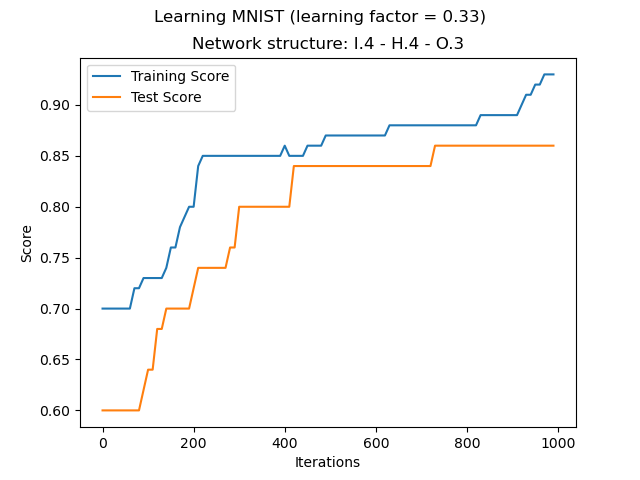 Learning MNIST (learning factor = 0.33)
Network structure: I.4 - H.4 - O.3
Training Score
Test Score
0.90
0.85
0.80
0.75
0.70
0.65
0.60
Score
0 200 400 600 800 1000
Iterations